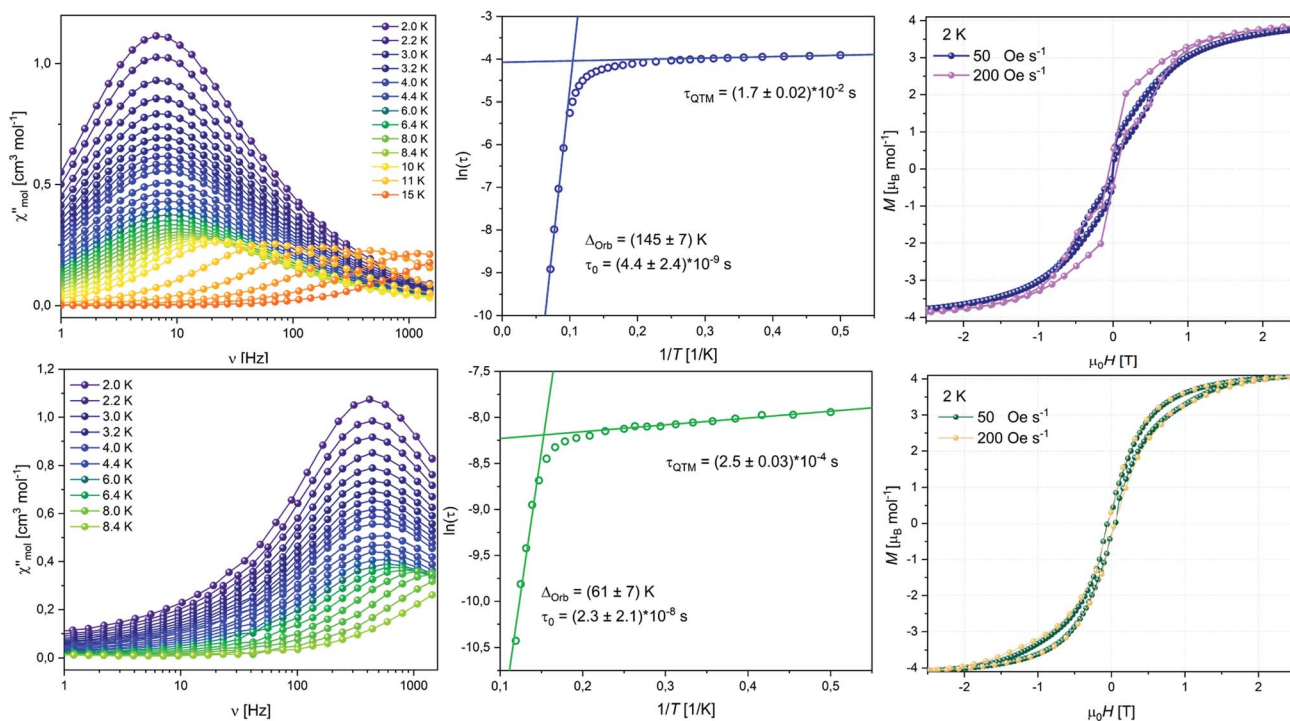 χ"mol [cm³ mol⁻¹]
1,0
0,5
0,0
1
10
100
1000
ν [Hz]
2.0 K
2.2 K
3.0 K
3.2 K
4.0 K
4.4 K
6.0 K
6.4 K
8.0 K
8.4 K
10 K
11 K
15 K
ln(τ)
-3
-4
-5
-6
-7
-8
-9
-10
0.0
0,1
0,2
0,3
0,4
0,5
1/T [1/K]
τQTM = (1.7 ± 0.02)*10⁻² s
ΔOrb = (145 ± 7) K
τ0 = (4.4 ± 2.4)*10⁻⁹ s
M [μB mol⁻¹]
4
3
2
1
0
-1
-2
-3
-4
-2
-1
0
1
2
μ0H [T]
2 K
50 Oe s⁻¹
200 Oe s⁻¹
χ"mol [cm³ mol⁻¹]
1,2
1,0
0,8
0,6
0,4
0,2
0,0
1
10
100
1000
ν [Hz]
2.0 K
2.2 K
3.0 K
3.2 K
4.0 K
4.4 K
6.0 K
6.4 K
8.0 K
8.4 K
ln(τ)
-7,5
-8,0
-8,5
-9,0
-9,5
-10,0
-10,5
0,1
0,2
0,3
0,4
0,5
1/T [1/K]
τQTM = (2.5 ± 0.03)*10⁻⁴ s
ΔOrb = (61 ± 7) K
τ0 = (2.3 ± 2.1)*10⁻⁸ s
M [μB mol⁻¹]
4
3
2
1
0
-1
-2
-3
-4
-2
-1
0
1
2
μ0H [T]
2 K
50 Oe s⁻¹
200 Oe s⁻¹